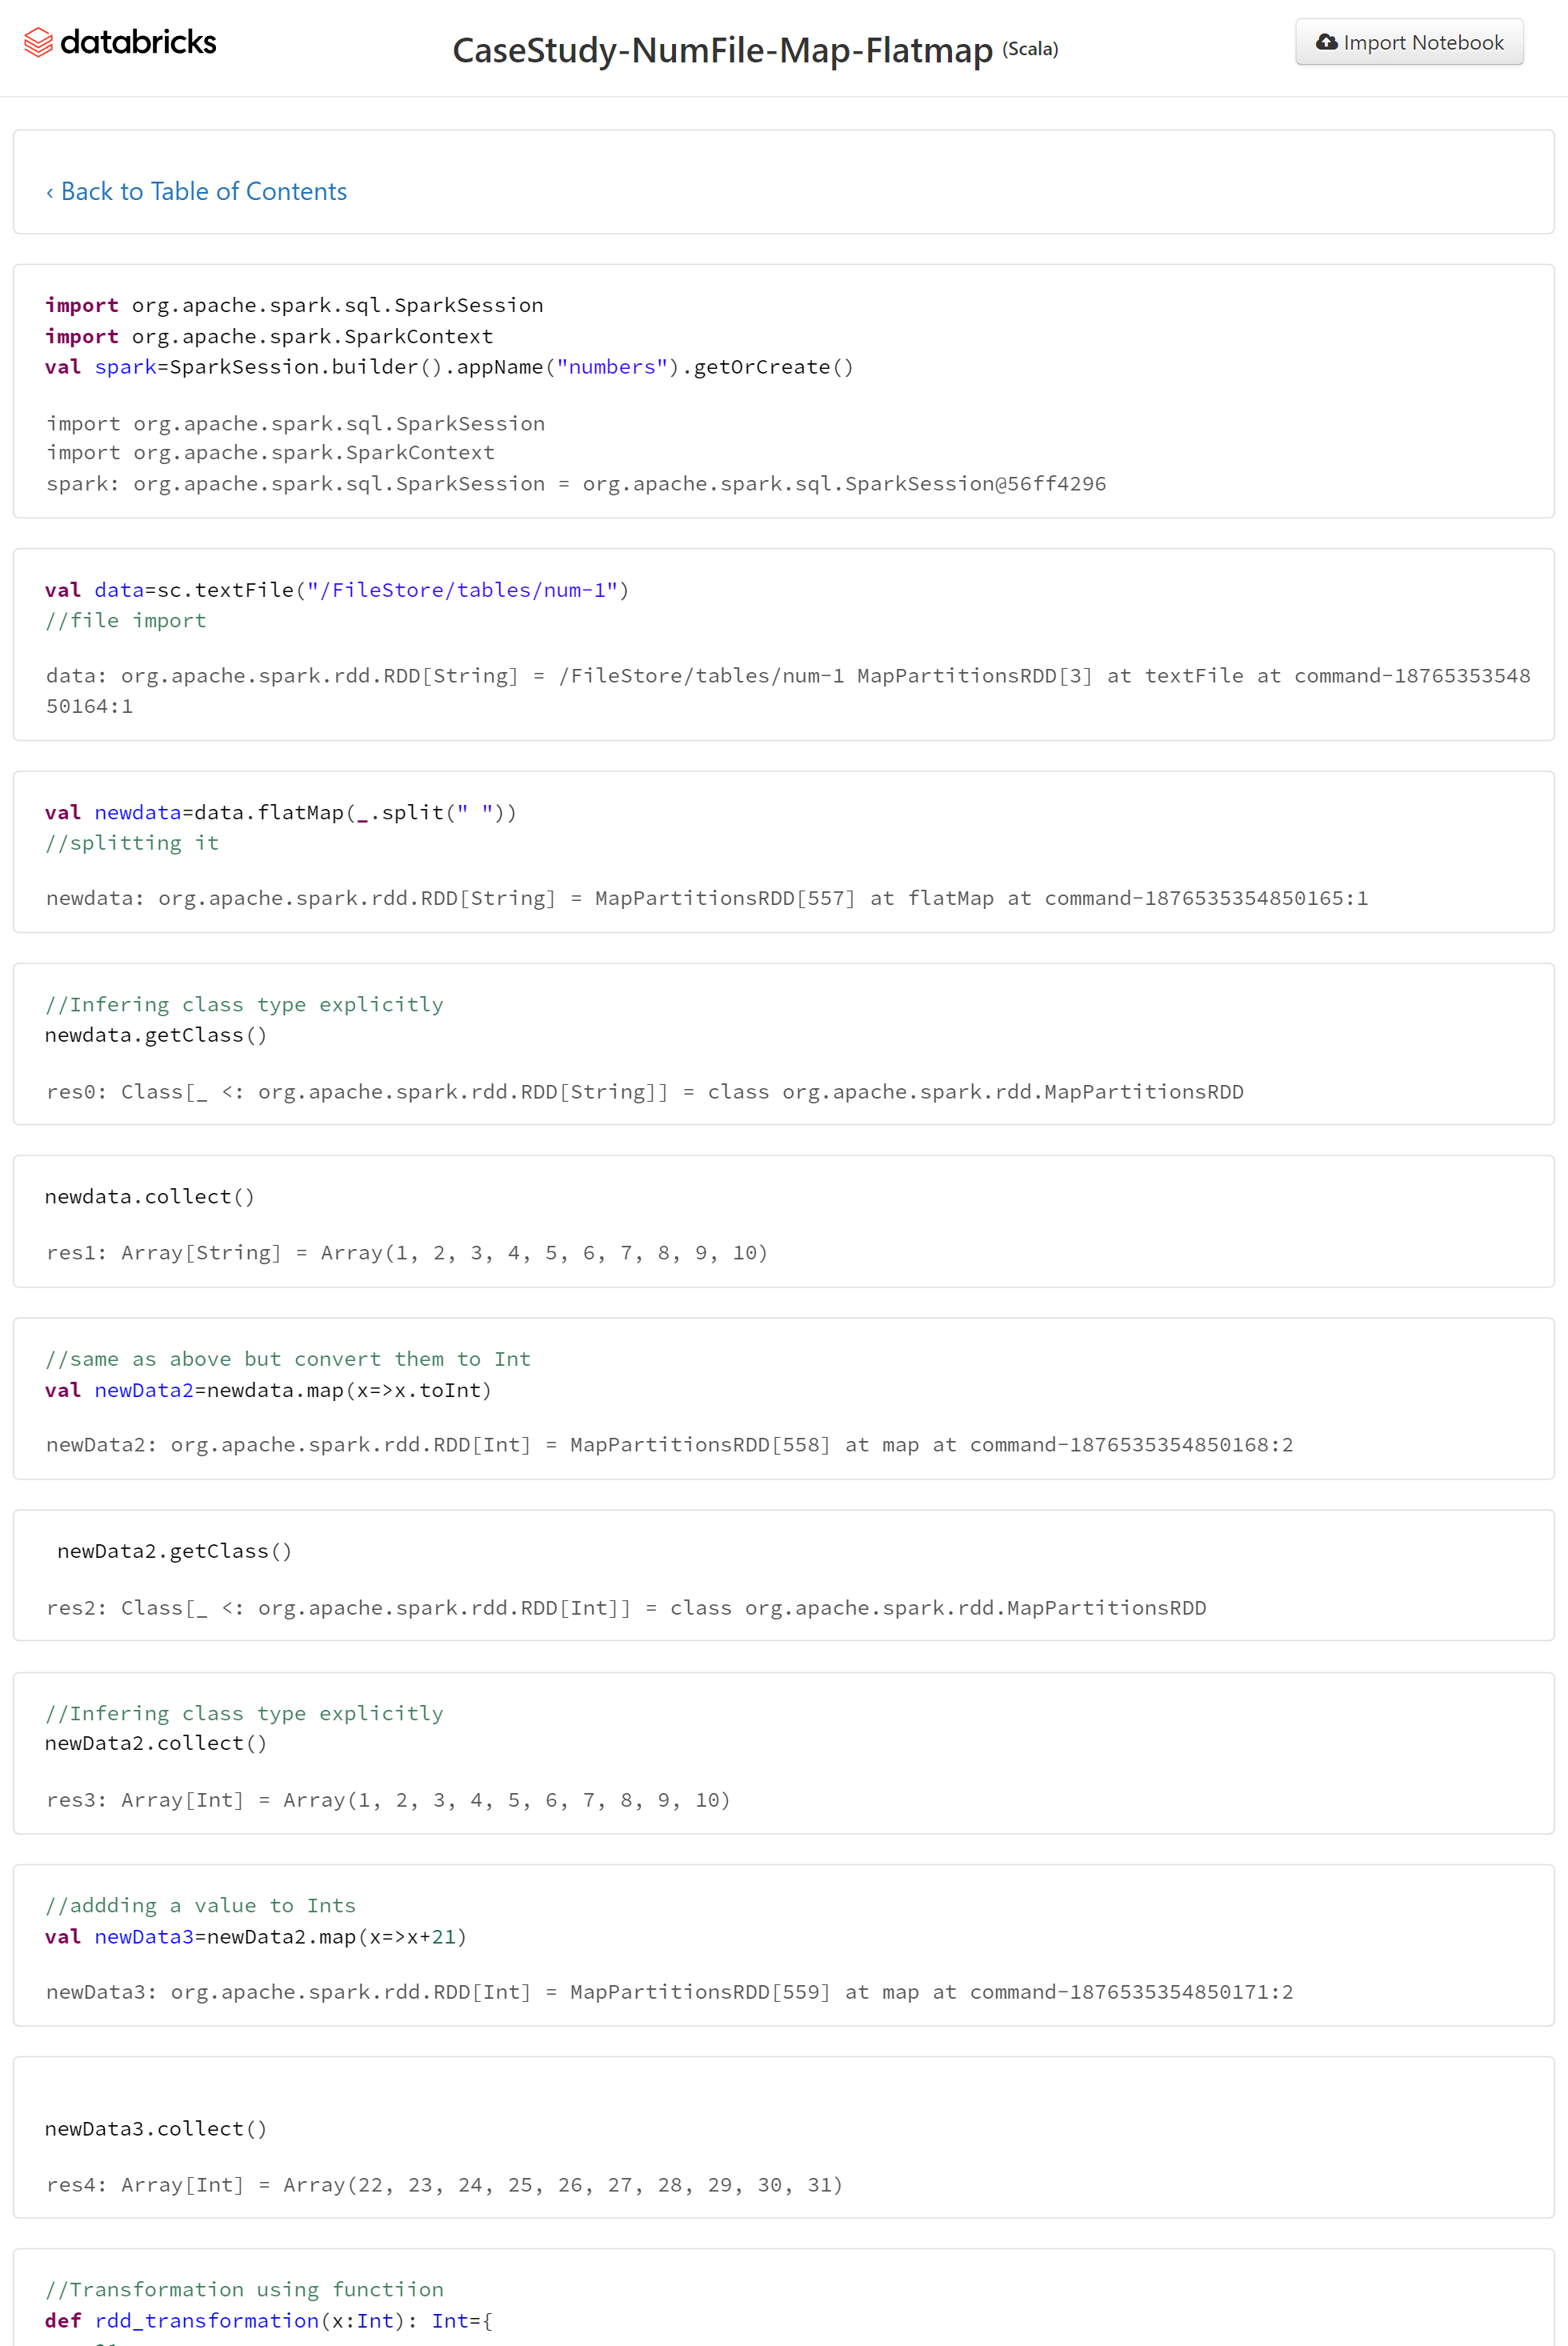 databricks
CaseStudy-NumFile-Map-Flatmap (Scala)
Import Notebook
‹ Back to Table of Contents
import org.apache.spark.sql.SparkSession
import org.apache.spark.SparkContext
val spark=SparkSession.builder().appName("numbers").getOrCreate()
import org.apache.spark.sql.SparkSession
import org.apache.spark.SparkContext
spark: org.apache.spark.sql.SparkSession = org.apache.spark.sql.SparkSession@56ff4296
val data=sc.textFile("/FileStore/tables/num-1")
//file import
data: org.apache.spark.rdd.RDD[String] = /FileStore/tables/num-1 MapPartitionsRDD[3] at textFile at command-18765353548
50164:1
val newdata=data.flatMap(_.split(" "))
//splitting it
newdata: org.apache.spark.rdd.RDD[String] = MapPartitionsRDD[557] at flatMap at command-1876535354850165:1
//Infering class type explicitly
newdata.getClass()
res0: Class[_ <: org.apache.spark.rdd.RDD[String]] = class org.apache.spark.rdd.MapPartitionsRDD
newdata.collect()
res1: Array[String] = Array(1, 2, 3, 4, 5, 6, 7, 8, 9, 10)
//same as above but convert them to Int
val newData2=newdata.map(x=>x.toInt)
newData2: org.apache.spark.rdd.RDD[Int] = MapPartitionsRDD[558] at map at command-1876535354850168:2
newData2.getClass()
res2: Class[_ <: org.apache.spark.rdd.RDD[Int]] = class org.apache.spark.rdd.MapPartitionsRDD
//Infering class type explicitly
newData2.collect()
res3: Array[Int] = Array(1, 2, 3, 4, 5, 6, 7, 8, 9, 10)
//addding a value to Ints
val newData3=newData2.map(x=>x+21)
newData3: org.apache.spark.rdd.RDD[Int] = MapPartitionsRDD[559] at map at command-1876535354850171:2
newData3.collect()
res4: Array[Int] = Array(22, 23, 24, 25, 26, 27, 28, 29, 30, 31)
//Transformation using functiion
def rdd_transformation(x:Int): Int={